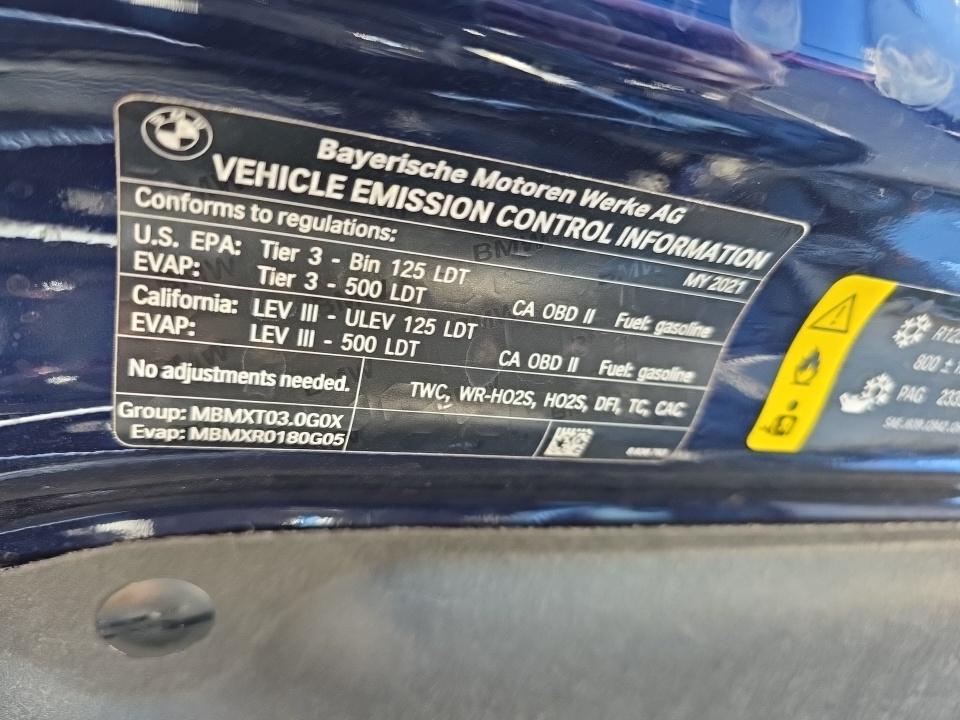 Bayerische Motoren Werke AG
VEHICLE EMISSION CONTROL INFORMATION
Conforms to regulations:
MY 2021
U.S. EPA: Tier 3 - Bin 125 LDT
EVAP: Tier 3 - 500 LDT CA OBD II Fuel: gasoline
California: LEV III - ULEV 125 LDT
EVAP: LEV III - 500 LDT CA OBD II Fuel: gasoline
No adjustments needed. TWC, WR-HO2S, HO2S, DFI, TC, CAC
Group: MBMXT03.0G0X
Evap: MBMXR0180G05
800 ±
PAG